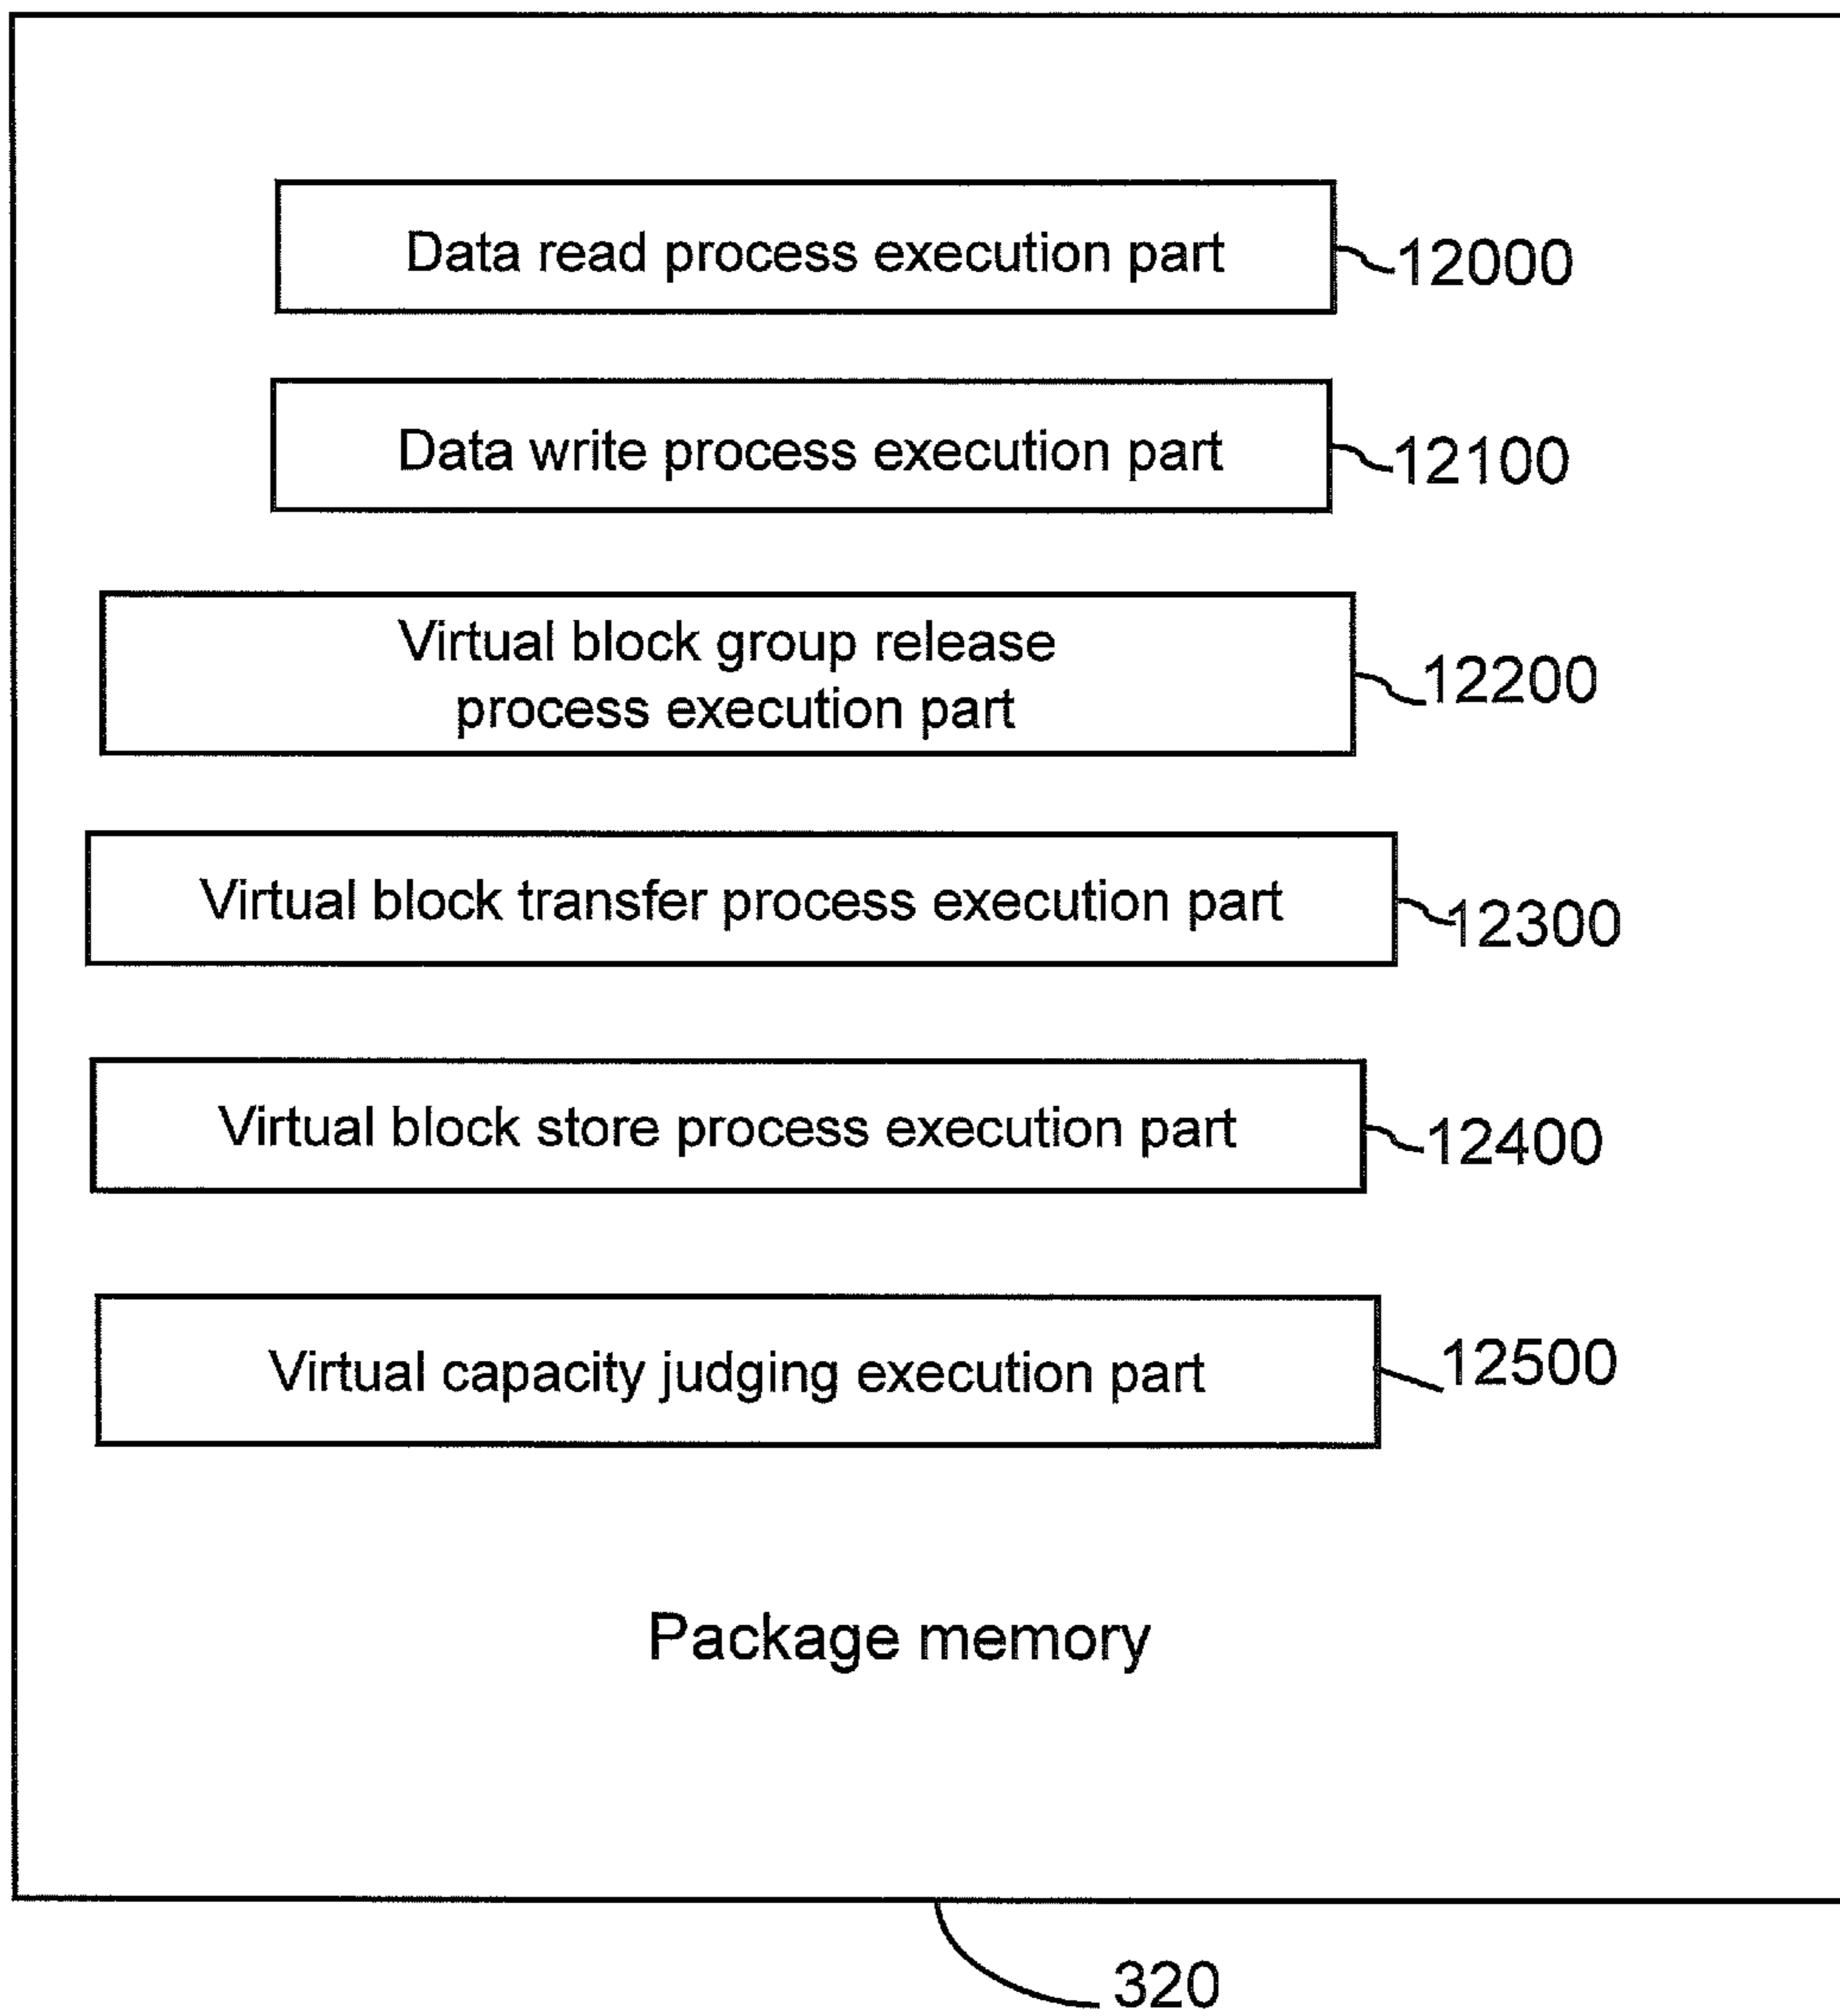 Data read process execution part
12000
Data write process execution part
12100
Virtual block group release
process execution part
12200
Virtual block transfer process execution part
12300
Virtual block store process execution part
12400
Virtual capacity judging execution part
12500
Package memory
320